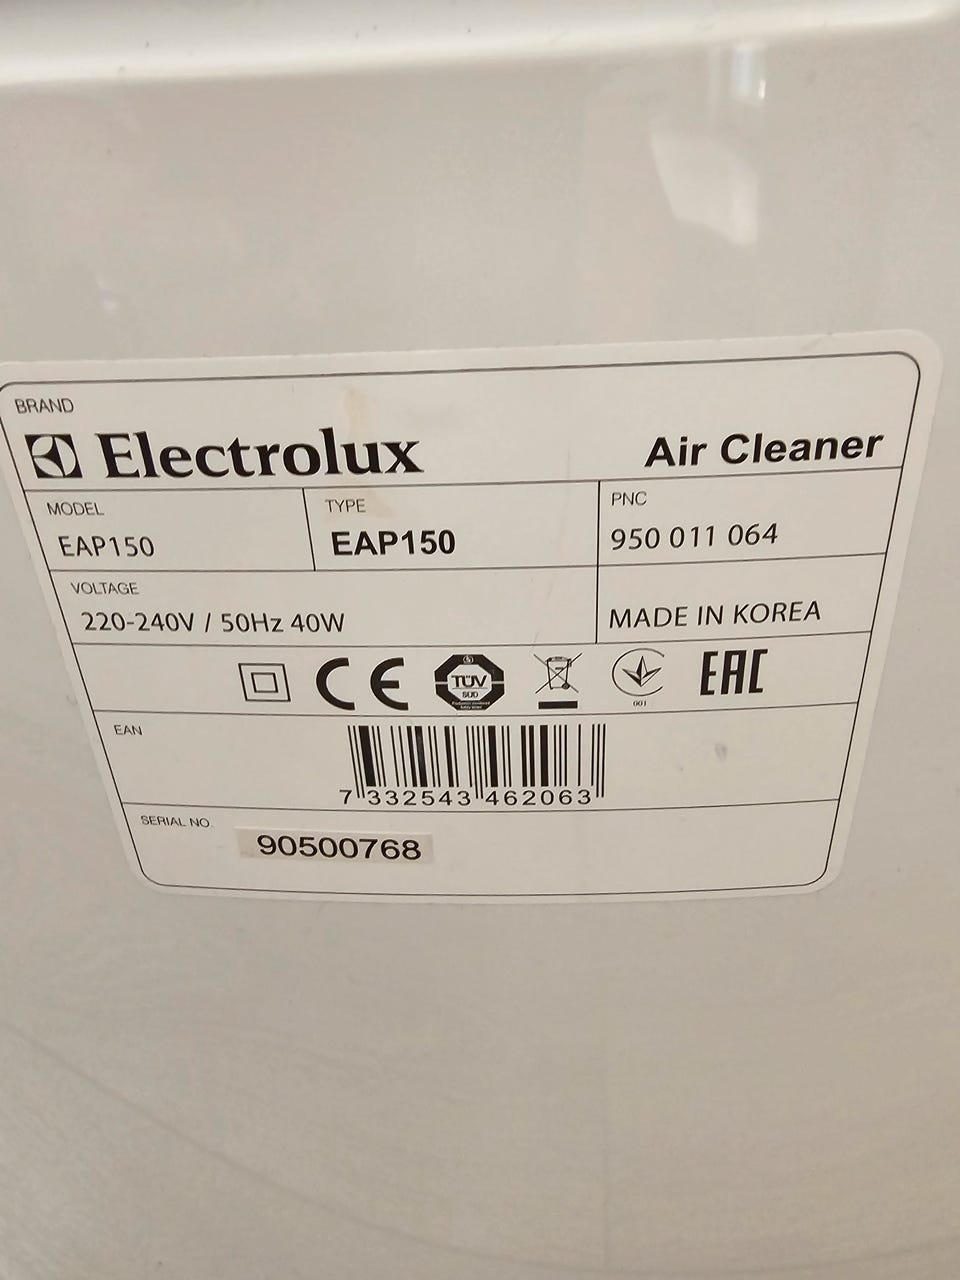 BRAND
Electrolux Air Cleaner
MODEL TYPE PNC
EAP150 EAP150 950 011 064
VOLTAGE
220-240V / 50Hz 40W MADE IN KOREA
CE TÜV SÜD 001 EAC
EAN
7 332543 462063
SERIAL NO.
90500768